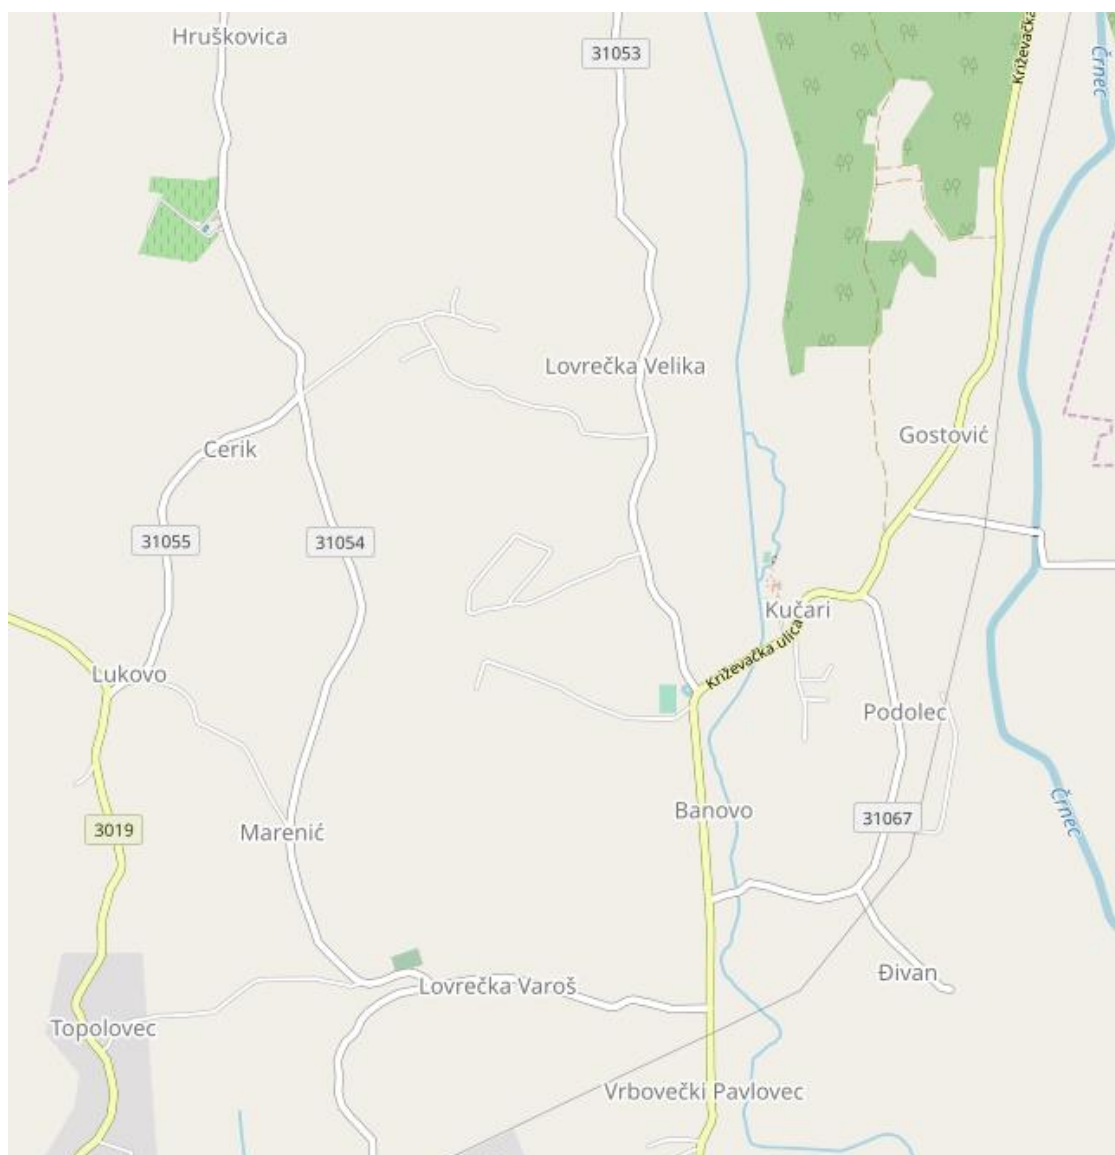 Hruškovica
31053
Križevačka
Črnec
Lovrečka Velika
Gostović
Cerik
31055
31054
Kučari
Križevačka ulica
Lukovo
Podolec
Banovo
31067
Črnec
3019
Marenić
Đivan
Lovrečka Varoš
Topolovec
Vrbovečki Pavlovec